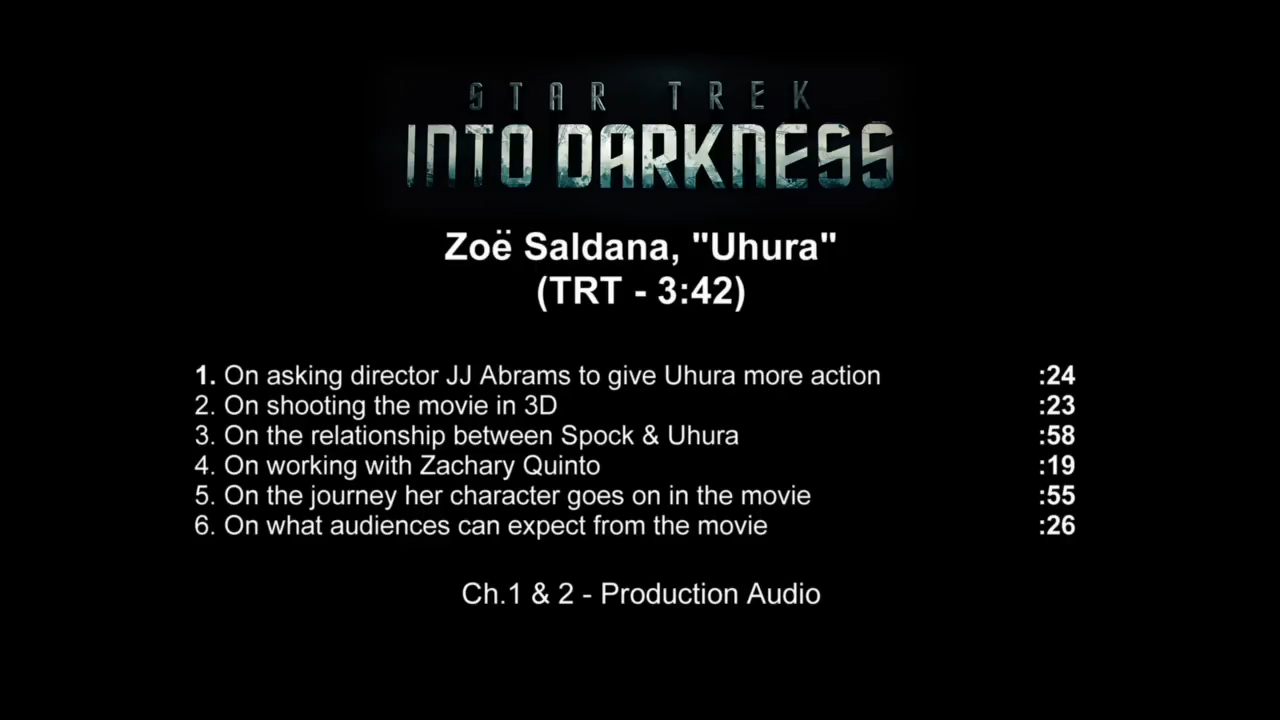 STAR TREK
INTO DARKNESS
Zoë Saldana, "Uhura"
(TRT - 3:42)
1. On asking director JJ Abrams to give Uhura more action :24
2. On shooting the movie in 3D :23
3. On the relationship between Spock & Uhura :58
4. On working with Zachary Quinto :19
5. On the journey her character goes on in the movie :55
6. On what audiences can expect from the movie :26
Ch.1 & 2 - Production Audio